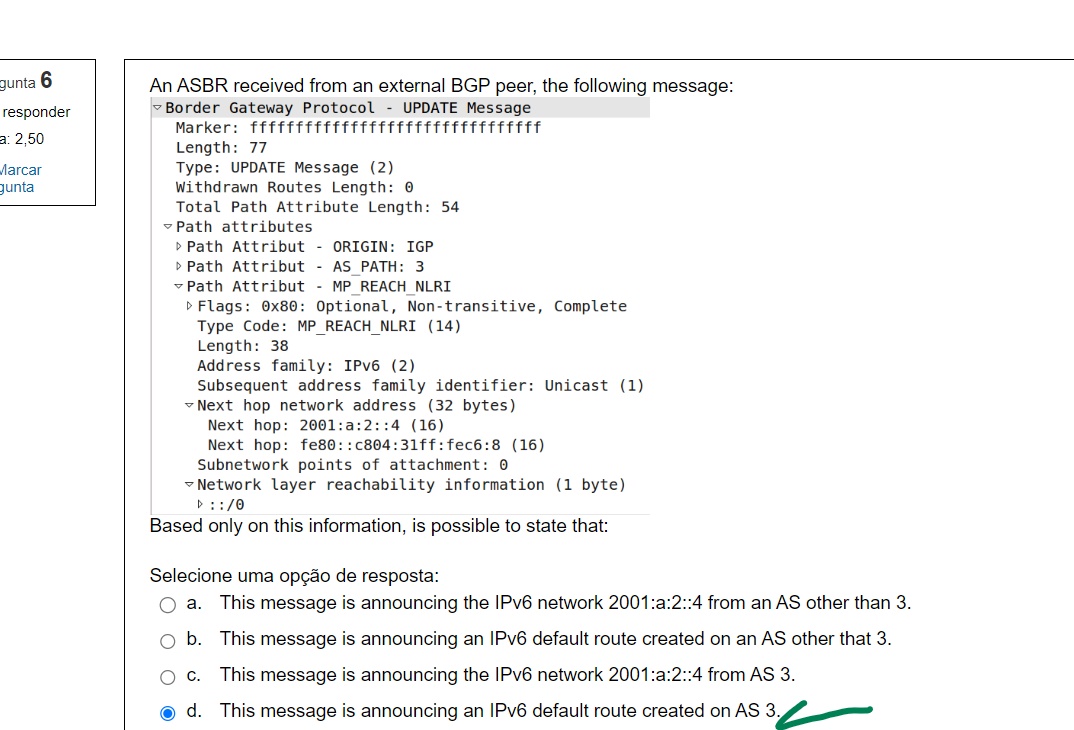 gunta 6
responder
a: 2,50
Marcar
gunta
An ASBR received from an external BGP peer, the following message:
Border Gateway Protocol - UPDATE Message
Marker: ffffffffffffffffffffffffffffffff
Length: 77
Type: UPDATE Message (2)
Withdrawn Routes Length: 0
Total Path Attribute Length: 54
Path attributes
Path Attribut - ORIGIN: IGP
Path Attribut - AS_PATH: 3
Path Attribut - MP_REACH_NLRI
Flags: 0x80: Optional, Non-transitive, Complete
Type Code: MP_REACH_NLRI (14)
Length: 38
Address family: IPv6 (2)
Subsequent address family identifier: Unicast (1)
Next hop network address (32 bytes)
Next hop: 2001:a:2::4 (16)
Next hop: fe80::c804:31ff:fec6:8 (16)
Subnetwork points of attachment: 0
Network layer reachability information (1 byte)
::/0
Based only on this information, is possible to state that:
Selecione uma opção de resposta:
a. This message is announcing the IPv6 network 2001:a:2::4 from an AS other than 3.
b. This message is announcing an IPv6 default route created on an AS other that 3.
c. This message is announcing the IPv6 network 2001:a:2::4 from AS 3.
d. This message is announcing an IPv6 default route created on AS 3.